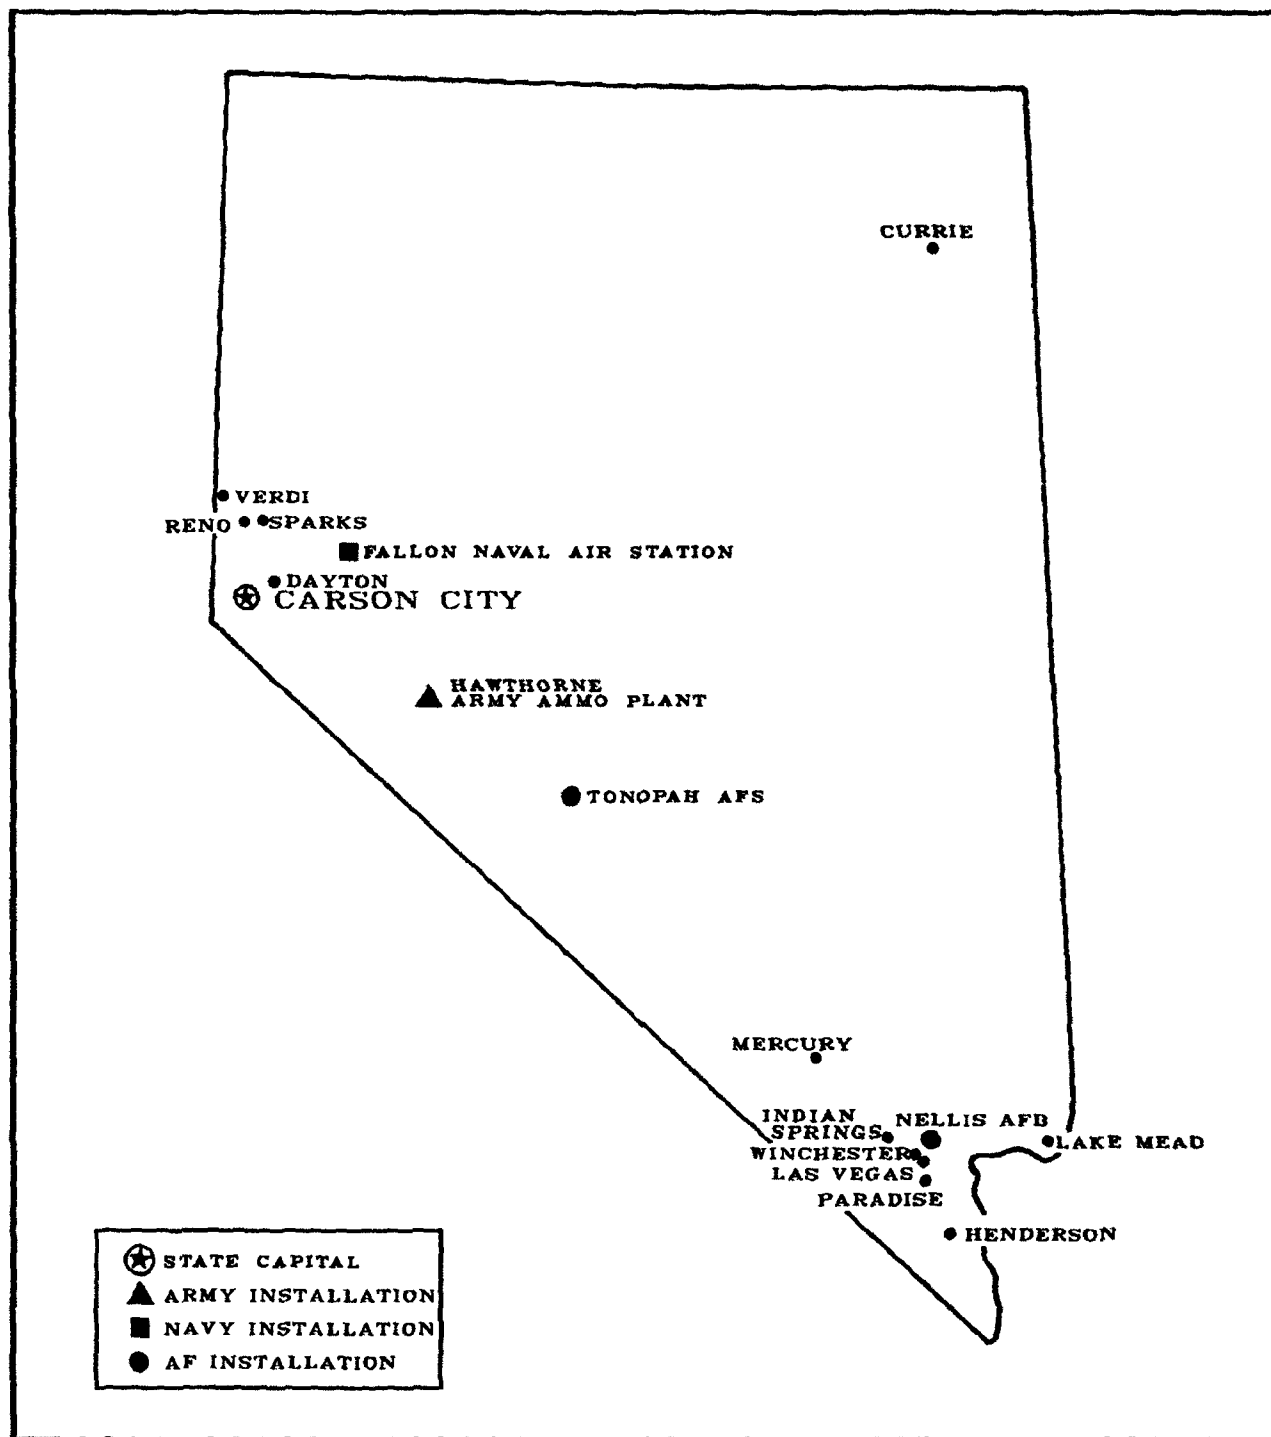 CURRIE
VERDI
RENO SPARKS
FALLON NAVAL AIR STATION
DAYTON
CARSON CITY
HAWTHORNE
ARMY AMMO PLANT
TONOPAH AFS
MERCURY
INDIAN
SPRINGS
NELLIS AFB
LAKE MEAD
WINCHESTER
LAS VEGAS
PARADISE
HENDERSON
STATE CAPITAL
ARMY INSTALLATION
NAVY INSTALLATION
AF INSTALLATION